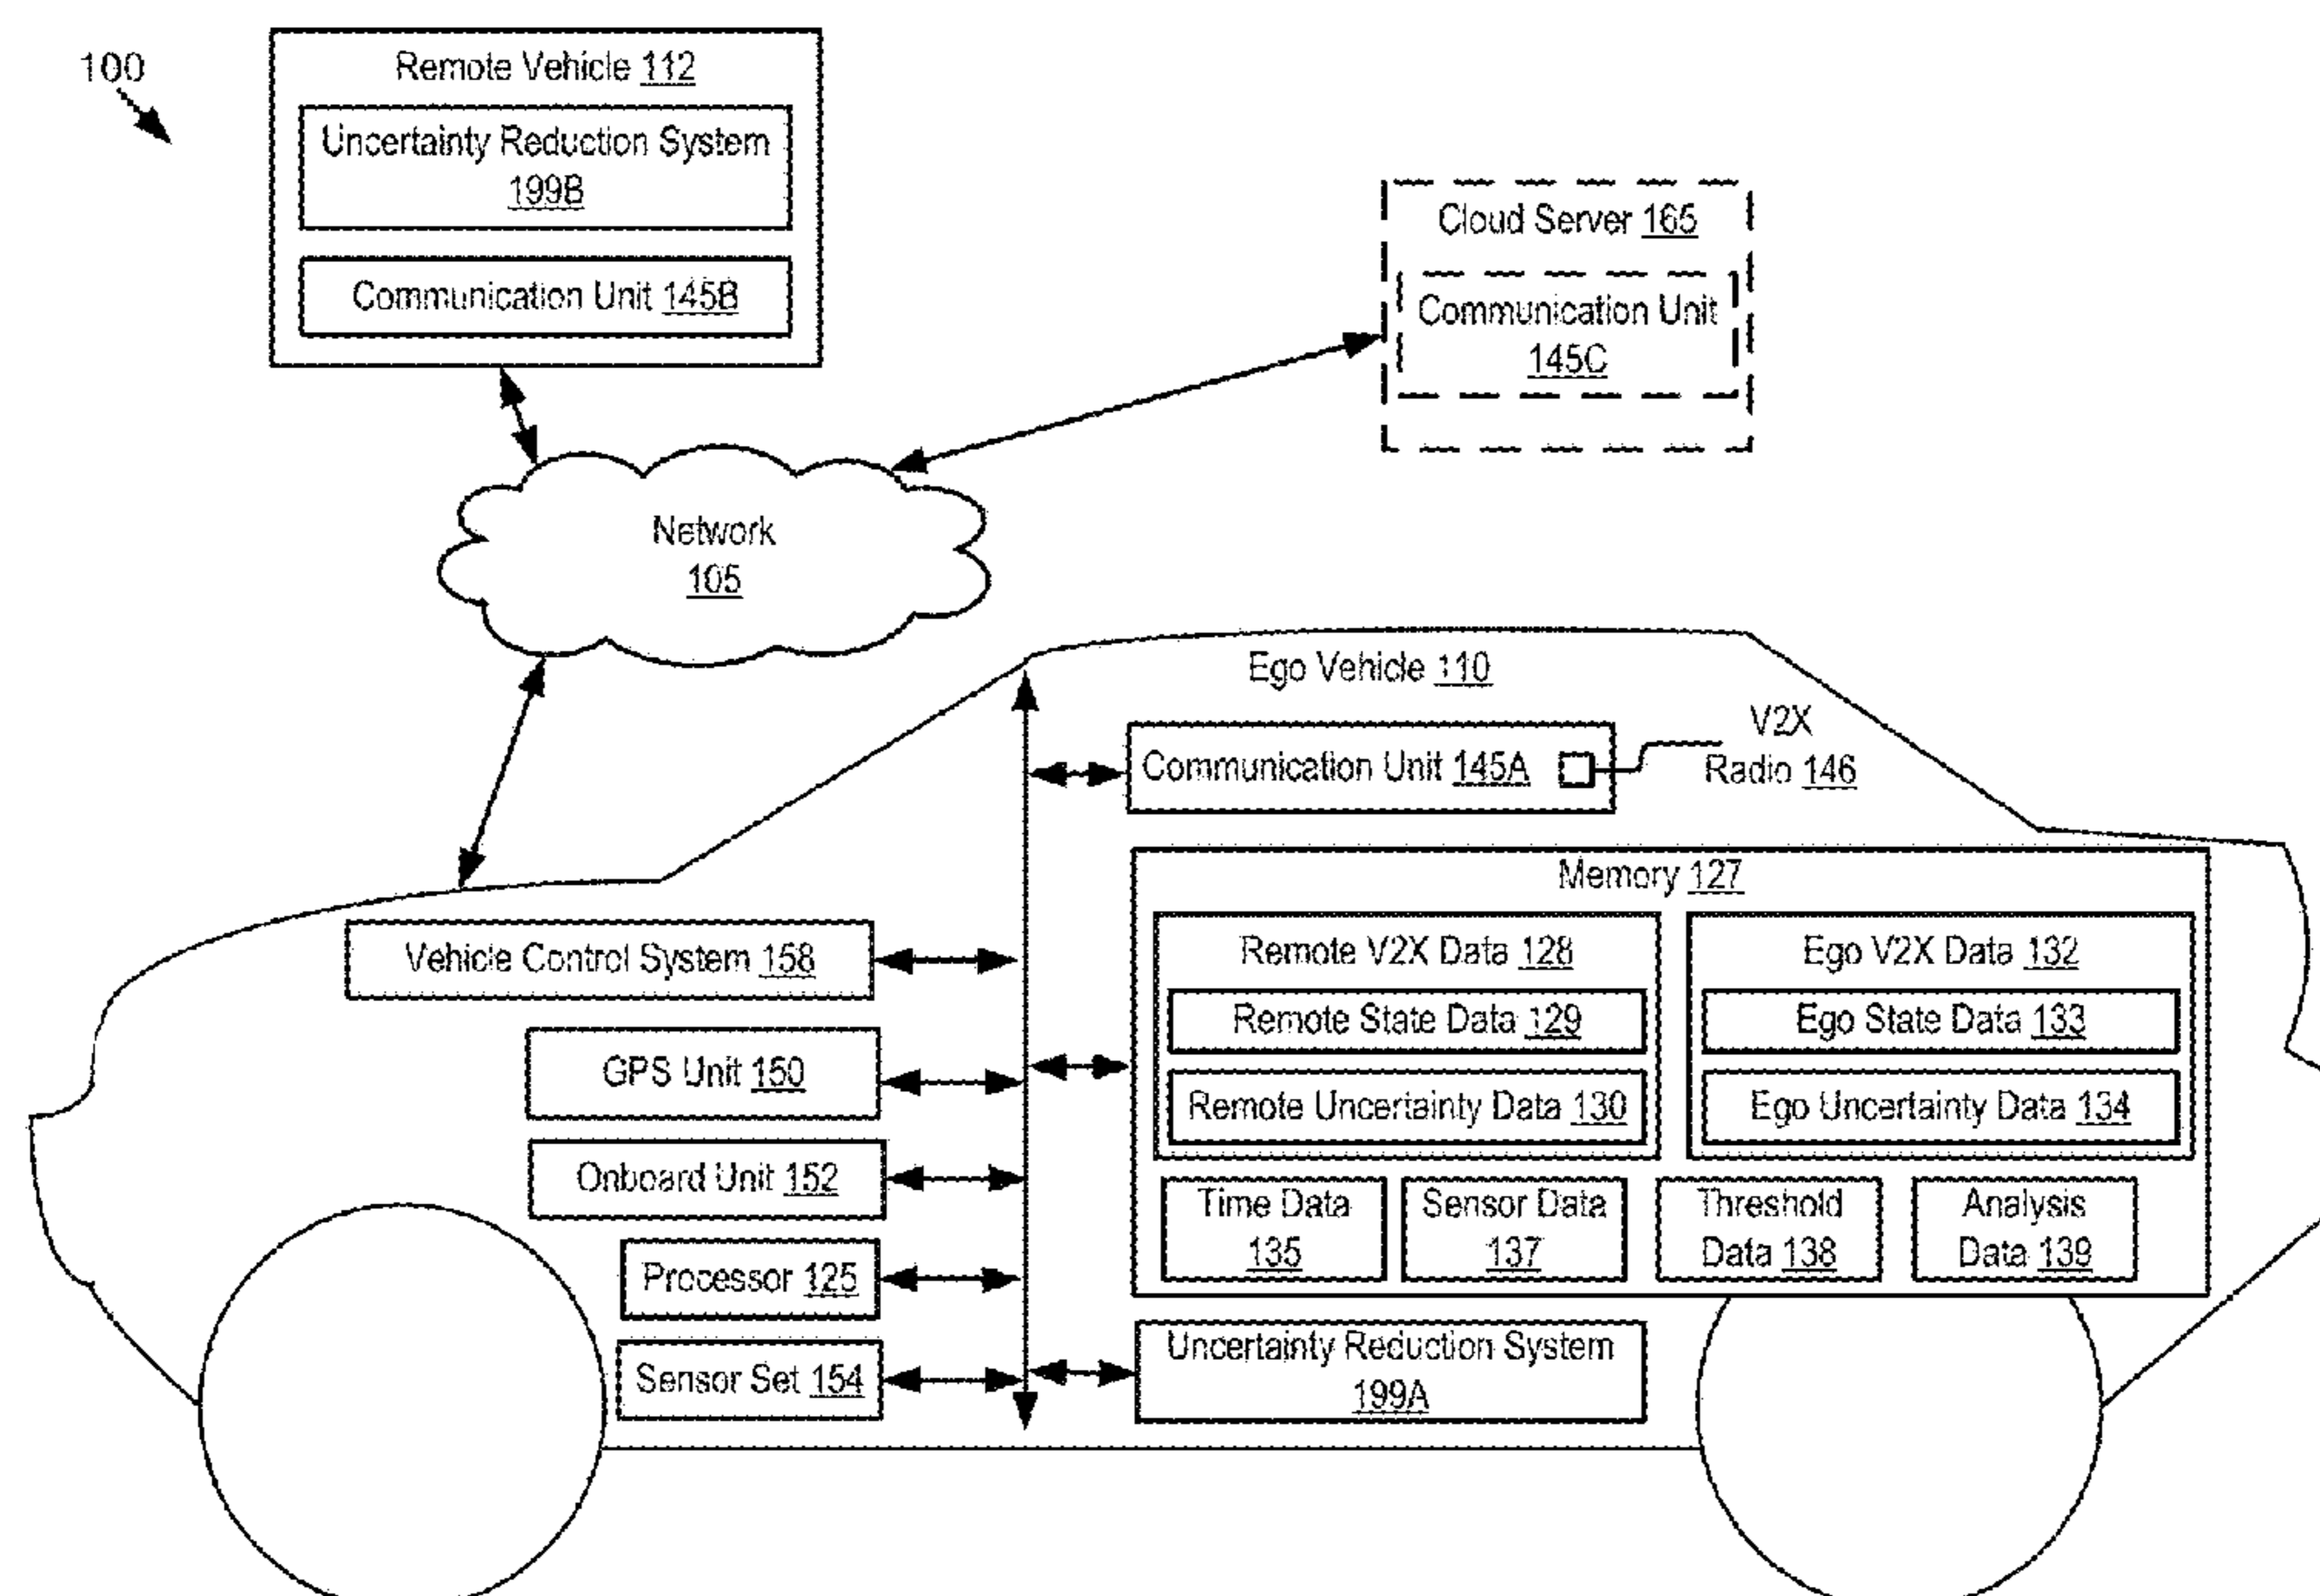 100
Remote Vehicle 112
Uncertainty Reduction System
199B
Communication Unit 145B
Cloud Server 165
Communication Unit
145C
Network
105
Ego Vehicle 110
Communication Unit 145A
V2X
Radio 146
Memory 127
Vehicle Control System 158
Remote V2X Data 128
Ego V2X Data 132
Remote State Data 129
Ego State Data 133
GPS Unit 150
Remote Uncertainty Data 130
Ego Uncertainty Data 134
Onboard Unit 152
Time Data
135
Sensor Data
137
Threshold
Data 138
Analysis
Data 139
Processor 125
Sensor Set 154
Uncertainty Reduction System
199A